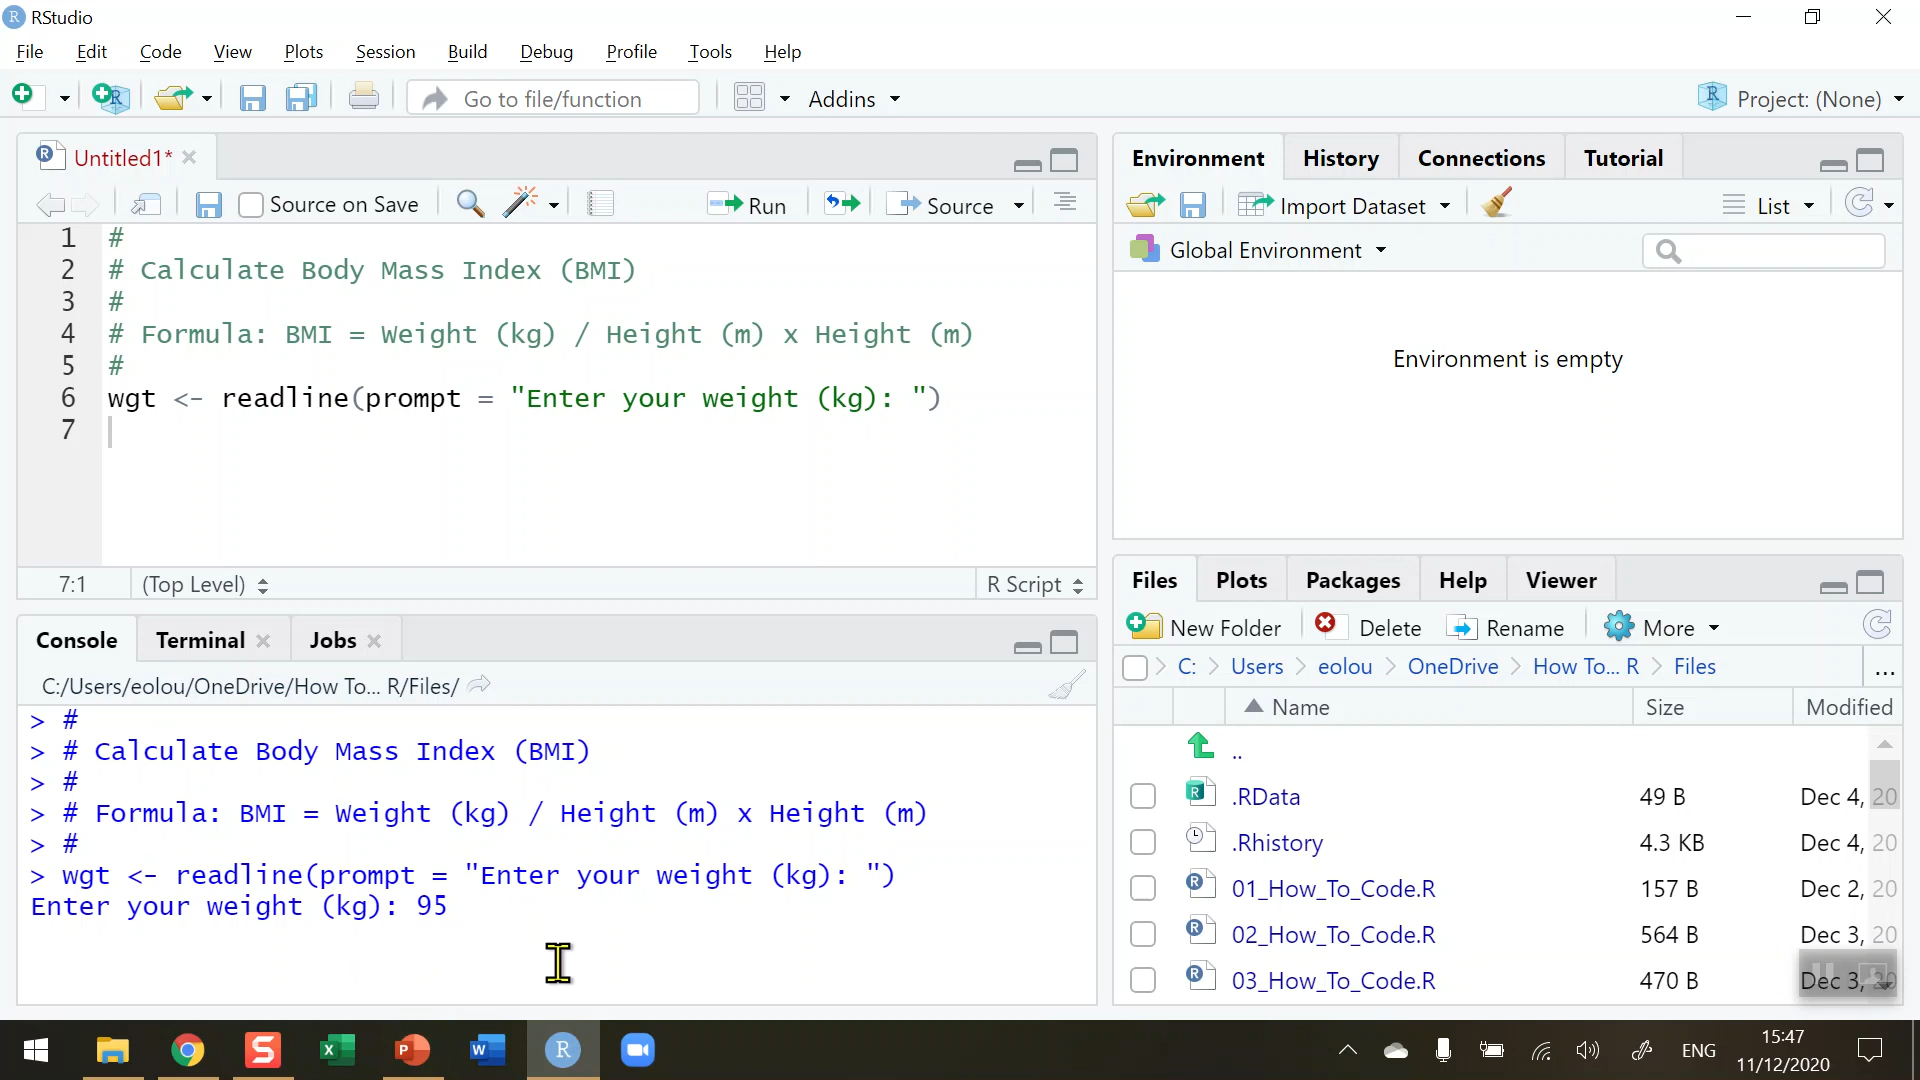 RStudio
File Edit Code View Plots Session Build Debug Profile Tools Help
Go to file/function Addins Project: (None)
Untitled1*
Source on Save Run Source
1 #
2 # Calculate Body Mass Index (BMI)
3 #
4 # Formula: BMI = Weight (kg) / Height (m) x Height (m)
5 #
6 wgt <- readline(prompt = "Enter your weight (kg): ")
7
7:1 (Top Level) R Script
Console Terminal Jobs
C:/Users/eolou/OneDrive/How To... R/Files/
> #
> # Calculate Body Mass Index (BMI)
> #
> # Formula: BMI = Weight (kg) / Height (m) x Height (m)
> #
> wgt <- readline(prompt = "Enter your weight (kg): ")
Enter your weight (kg): 95
Environment History Connections Tutorial
Import Dataset List
Global Environment
Environment is empty
Files Plots Packages Help Viewer
New Folder Delete Rename More
C: Users eolou OneDrive How To... R Files ...
Name Size Modified
..
.RData 49 B Dec 4, 20
.Rhistory 4.3 KB Dec 4, 20
01_How_To_Code.R 157 B Dec 2, 20
02_How_To_Code.R 564 B Dec 3, 20
03_How_To_Code.R 470 B Dec 3, 20
ENG 15:47
11/12/2020